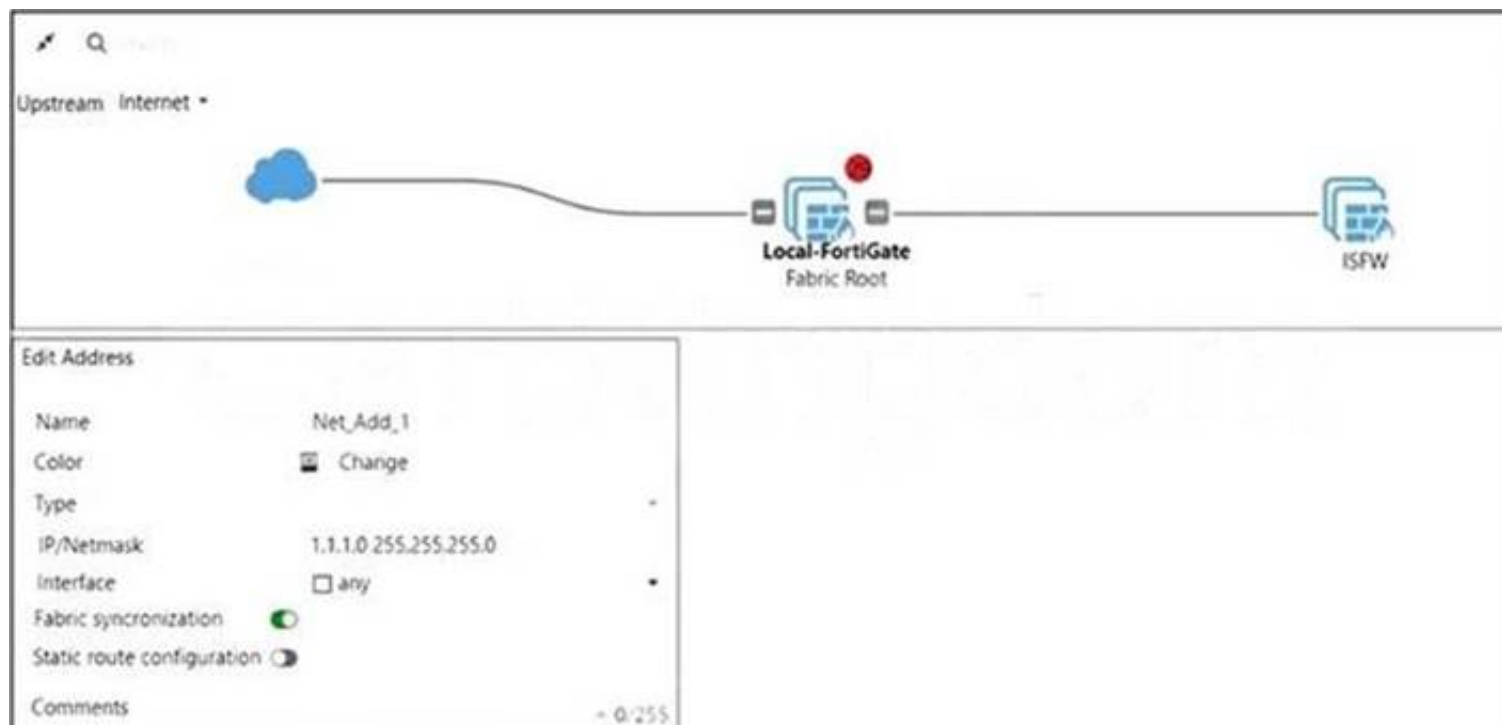 Upstream Internet
Local-FortiGate
Fabric Root
ISFW
Edit Address
Name Net_Add_1
Color Change
Type
IP/Netmask 1.1.1.0 255.255.255.0
Interface any
Fabric syncronization
Static route configuration
Comments 0/255